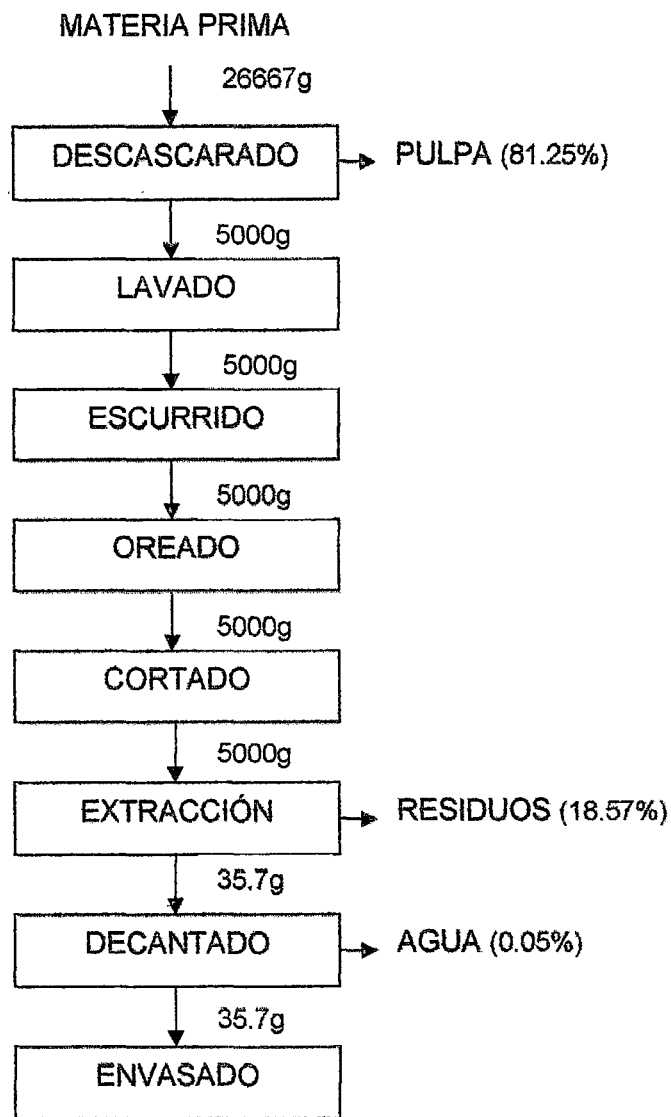 MATERIA PRIMA
26667g
DESCASCARADO
PULPA (81.25%)
5000g
LAVADO
5000g
ESCURRIDO
5000g
OREADO
5000g
CORTADO
5000g
EXTRACCIÓN
RESIDUOS (18.57%)
35.7g
DECANTADO
AGUA (0.05%)
35.7g
ENVASADO